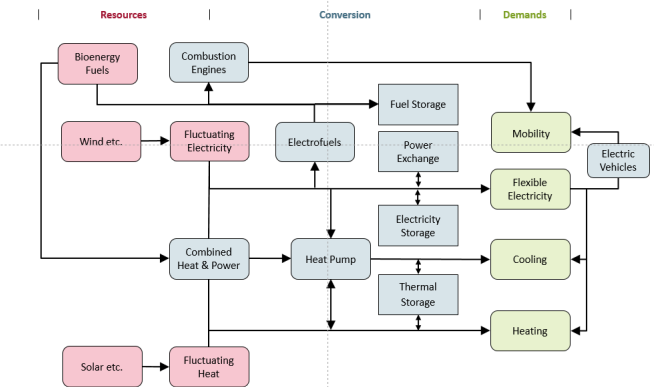 Resources
Conversion
Demands
Bioenergy
Fuels
Combustion
Engines
Fuel Storage
Wind etc.
Fluctuating
Electricity
Electrofuels
Power
Exchange
Mobility
Electric
Vehicles
Flexible
Electricity
Electricity
Storage
Combined
Heat & Power
Heat Pump
Cooling
Thermal
Storage
Heating
Solar etc.
Fluctuating
Heat